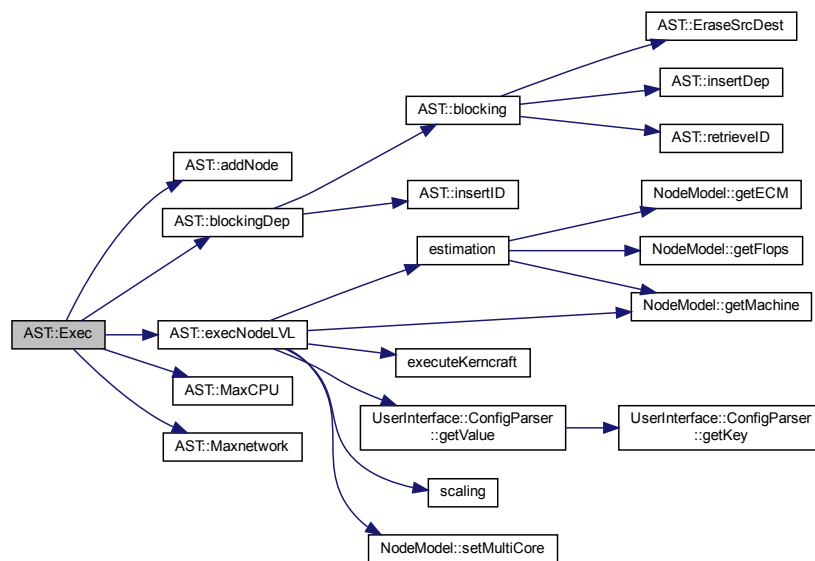 AST::EraseSrcDest
AST::insertDep
AST::blocking
AST::retrieveID
AST::addNode
AST::insertID
NodeModel::getECM
AST::blockingDep
estimation
NodeModel::getFlops
NodeModel::getMachine
AST::Exec
AST::execNodeLVL
executeKerncraft
AST::MaxCPU
UserInterface::ConfigParser
::getValue
UserInterface::ConfigParser
::getKey
AST::Maxnetwork
scaling
NodeModel::setMultiCore